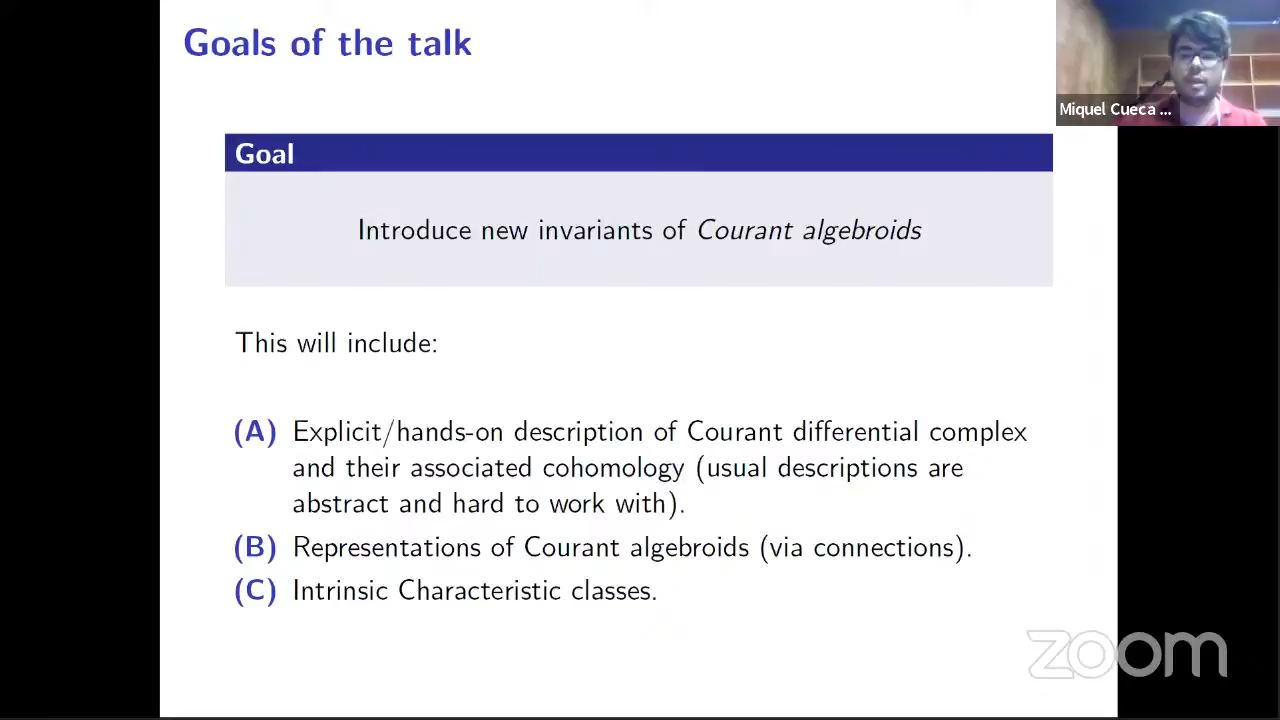 Goals of the talk
Miquel Cueca ...
Goal
Introduce new invariants of Courant algebroids
This will include:
(A) Explicit/hands-on description of Courant differential complex
and their associated cohomology (usual descriptions are
abstract and hard to work with).
(B) Representations of Courant algebroids (via connections).
(C) Intrinsic Characteristic classes.
zoom